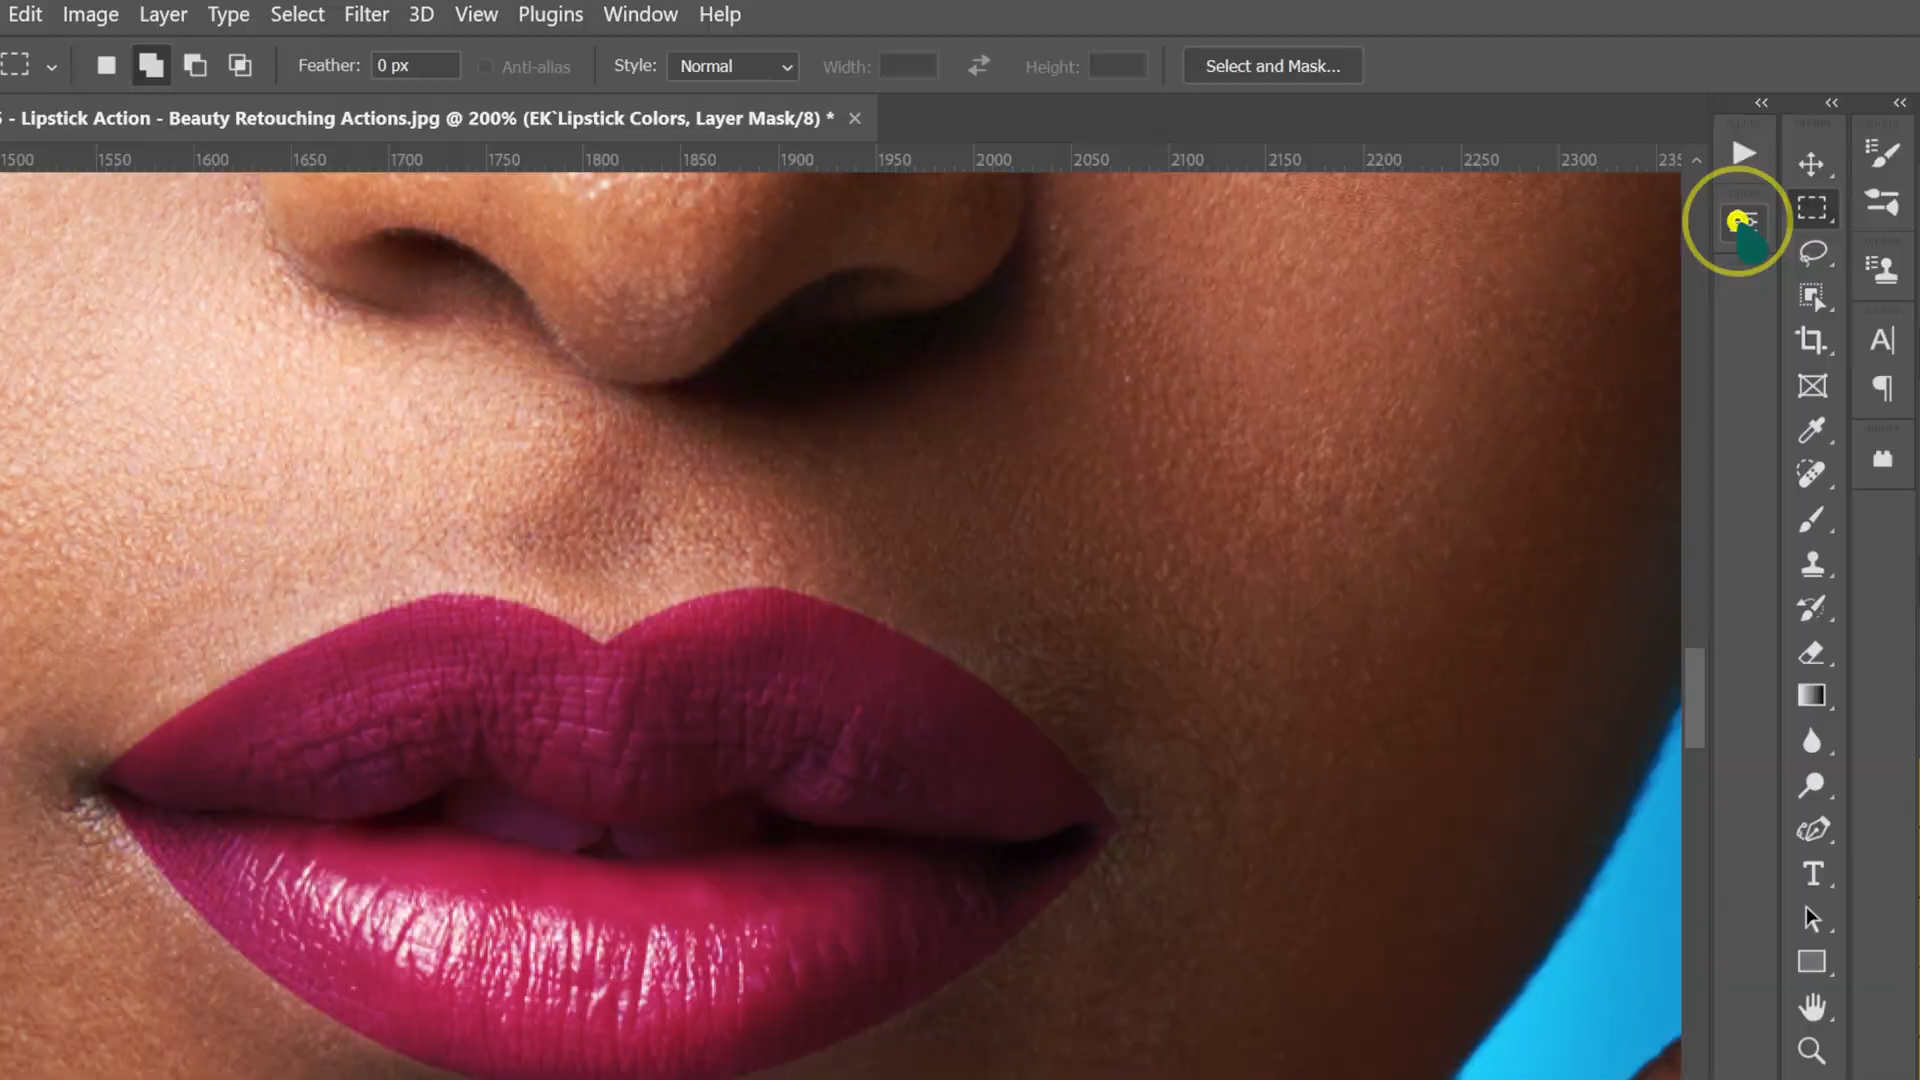 Edit Image Layer Type Select Filter 3D View Plugins Window Help
Feather: 0 px Anti-alias Style: Normal Width: Height: Select and Mask...
- Lipstick Action - Beauty Retouching Actions.jpg @ 200% (EK`Lipstick Colors, Layer Mask/8) *
1500 1550 1600 1650 1700 1750 1800 1850 1900 1950 2000 2050 2100 2150 2200 2250 2300 235